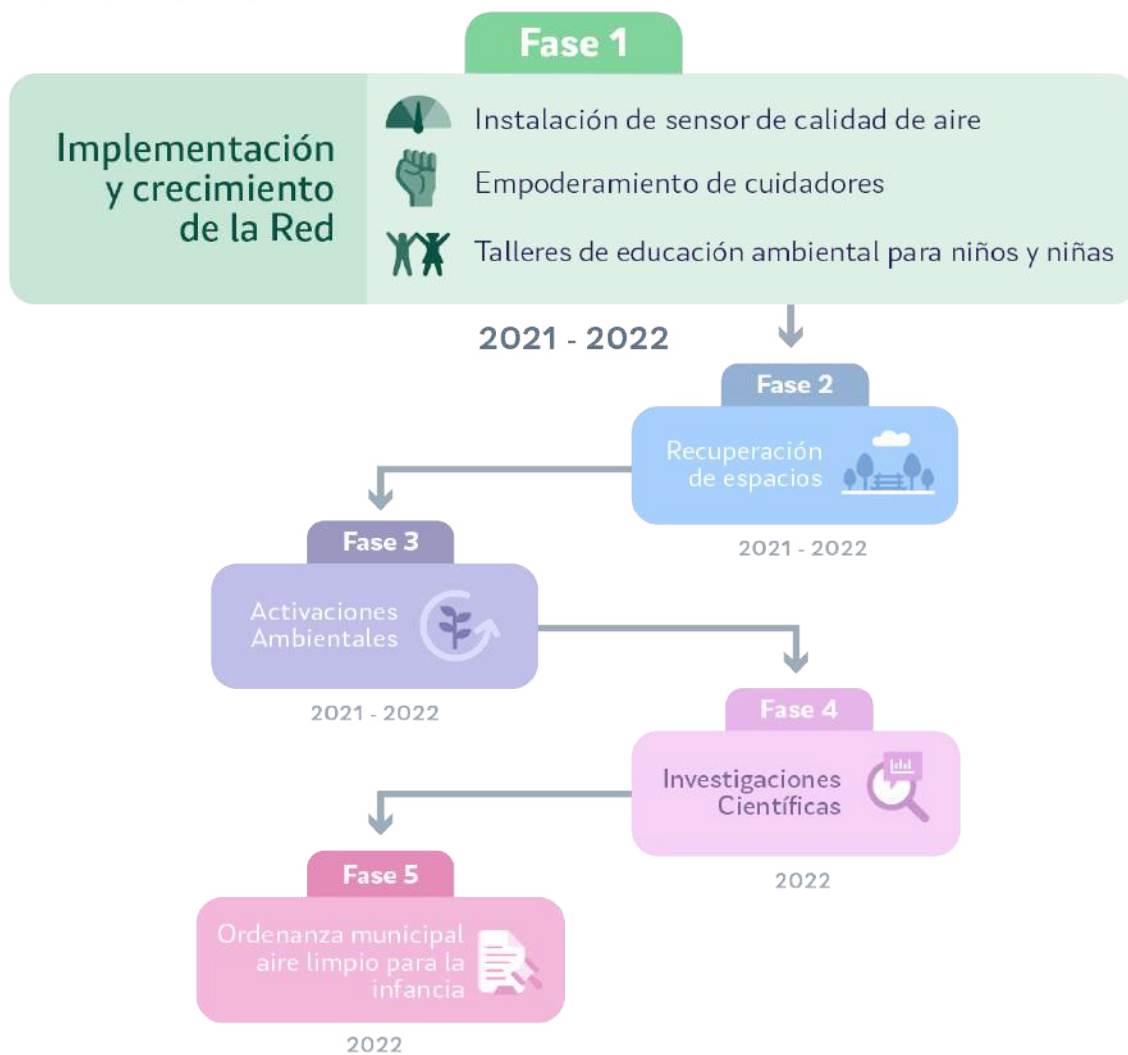 Fase 1
Implementación
y crecimiento
de la Red
Instalación de sensor de calidad de aire
Empoderamiento de cuidadores
Talleres de educación ambiental para niños y niñas
2021 - 2022
Fase 2
Recuperación
de espacios
2021 - 2022
Fase 3
Activaciones
Ambientales
2021 - 2022
Fase 4
Investigaciones
Científicas
2022
Fase 5
Ordenanza municipal
aire limpio para la
infancia
2022